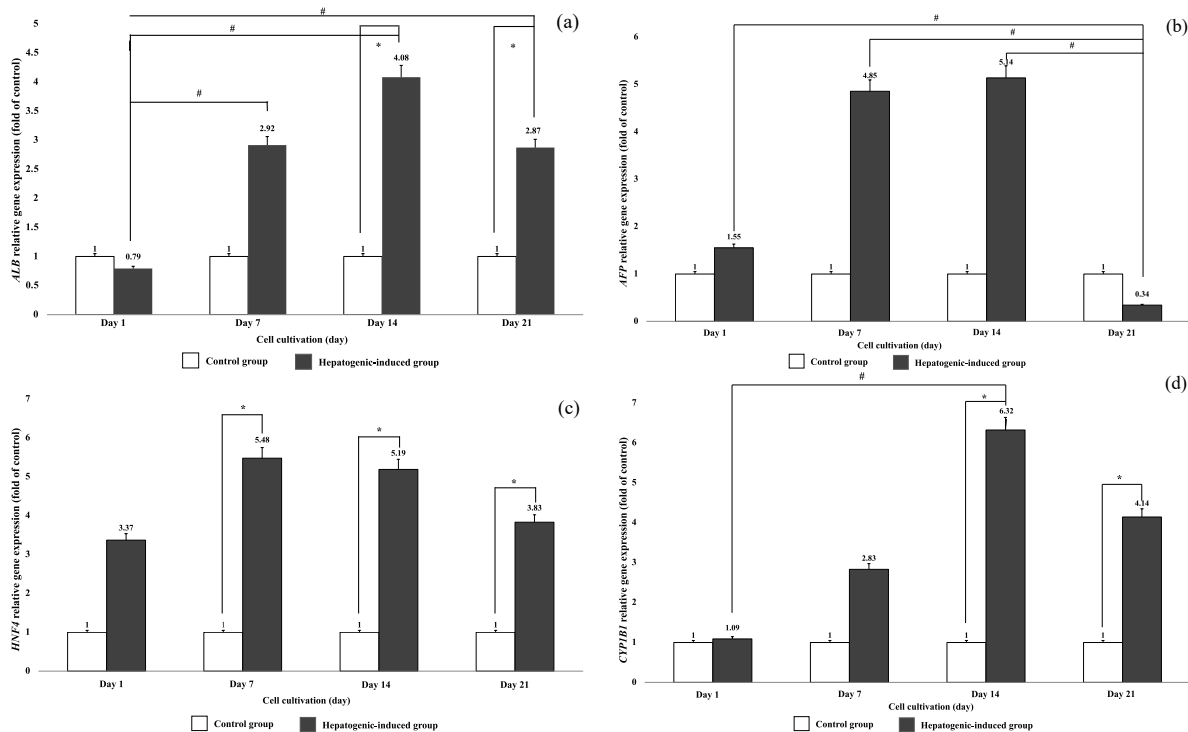 (a)
ALB relative gene expression (fold of control)
5
4.5
4
3.5
3
2.5
2
1.5
1
0.5
0
#
#
#
*
*
1
0.79
1
2.92
1
4.08
1
2.87
Day 1
Day 7
Day 14
Day 21
Cell cultivation (day)
Control group
Hepatogenic-induced group
(b)
AFP relative gene expression (fold of control)
6
5
4
3
2
1
0
#
#
#
1
1.55
1
4.85
1
5.14
1
0.34
Day 1
Day 7
Day 14
Day 21
Cell cultivation (day)
Control group
Hepatogenic-induced group
(c)
HNF4 relative gene expression (fold of control)
7
6
5
4
3
2
1
0
*
*
*
1
3.37
1
5.48
1
5.19
1
3.83
Day 1
Day 7
Day 14
Day 21
Cell cultivation (day)
Control group
Hepatogenic-induced group
(d)
CYP1B1 relative gene expression (fold of control)
7
6
5
4
3
2
1
0
#
*
*
1
1.09
1
2.83
1
6.32
1
4.14
Day 1
Day 7
Day 14
Day 21
Cell cultivation (day)
Control group
Hepatogenic-induced group